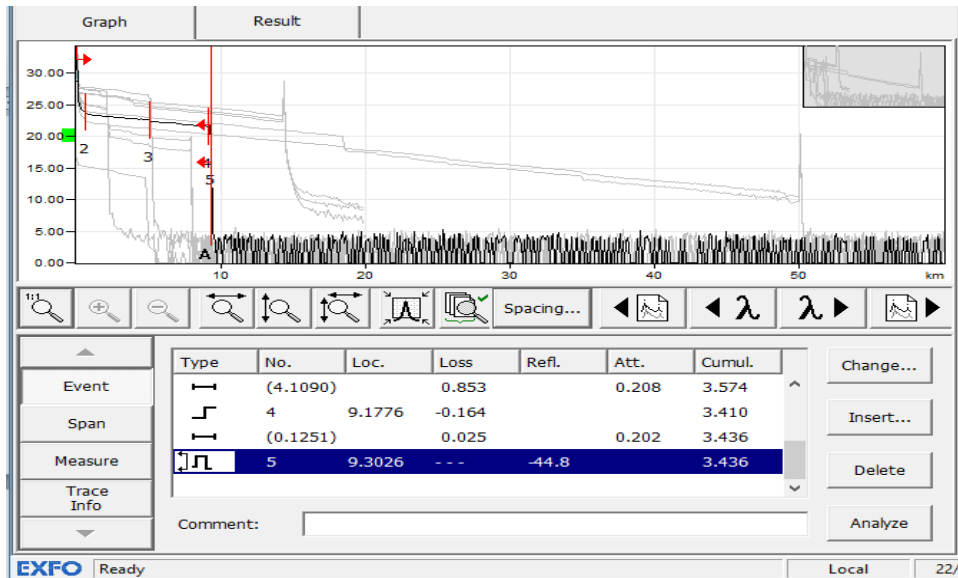 Graph Result
30.00
25.00
20.00
15.00
10.00
5.00
0.00
2 3 4
5
A
10 20 30 40 50 km
1:1 Spacing... λ λ
Type No. Loc. Loss Refl. Att. Cumul.
(4.1090) 0.853 0.208 3.574
4 9.1776 -0.164 3.410
(0.1251) 0.025 0.202 3.436
5 9.3026 --- -44.8 3.436
Event
Span
Measure
Trace
Info
Change...
Insert...
Delete
Analyze
Comment:
EXFO Ready Local 22/